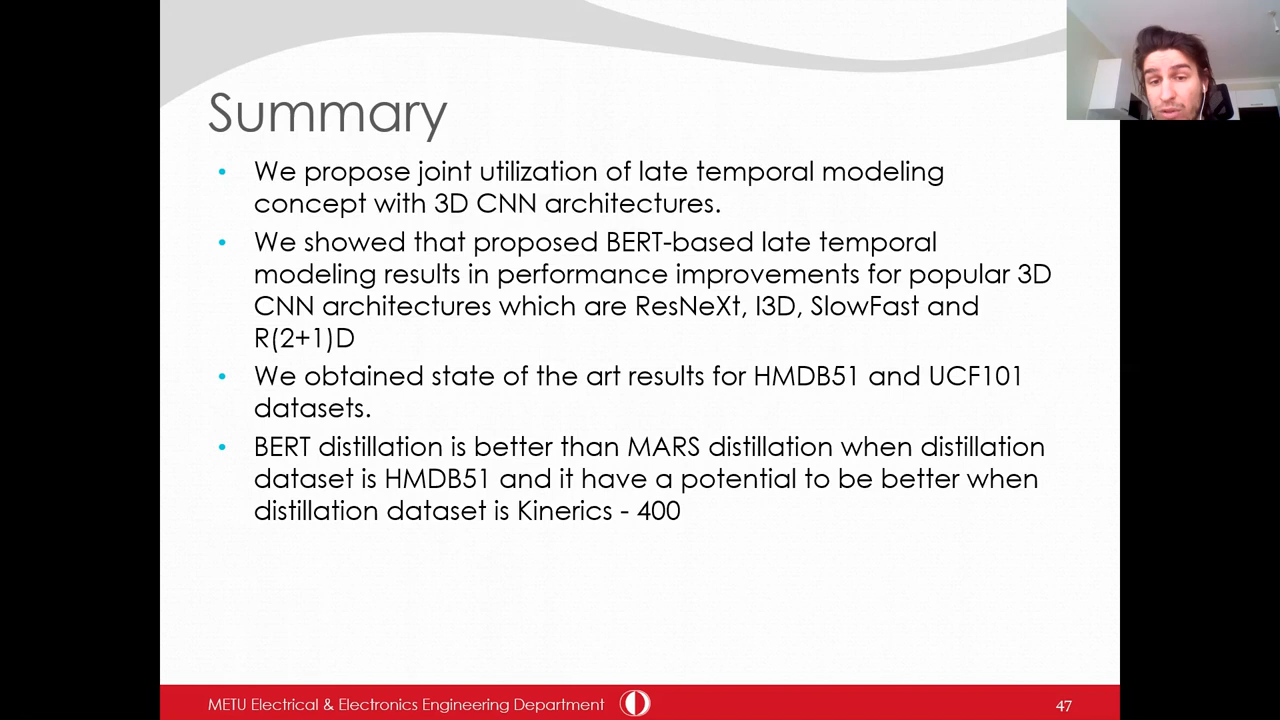 Summary
• We propose joint utilization of late temporal modeling
concept with 3D CNN architectures.
• We showed that proposed BERT-based late temporal
modeling results in performance improvements for popular 3D
CNN architectures which are ResNeXt, I3D, SlowFast and
R(2+1)D
• We obtained state of the art results for HMDB51 and UCF101
datasets.
• BERT distillation is better than MARS distillation when distillation
dataset is HMDB51 and it have a potential to be better when
distillation dataset is Kinerics - 400
METU Electrical & Electronics Engineering Department
47